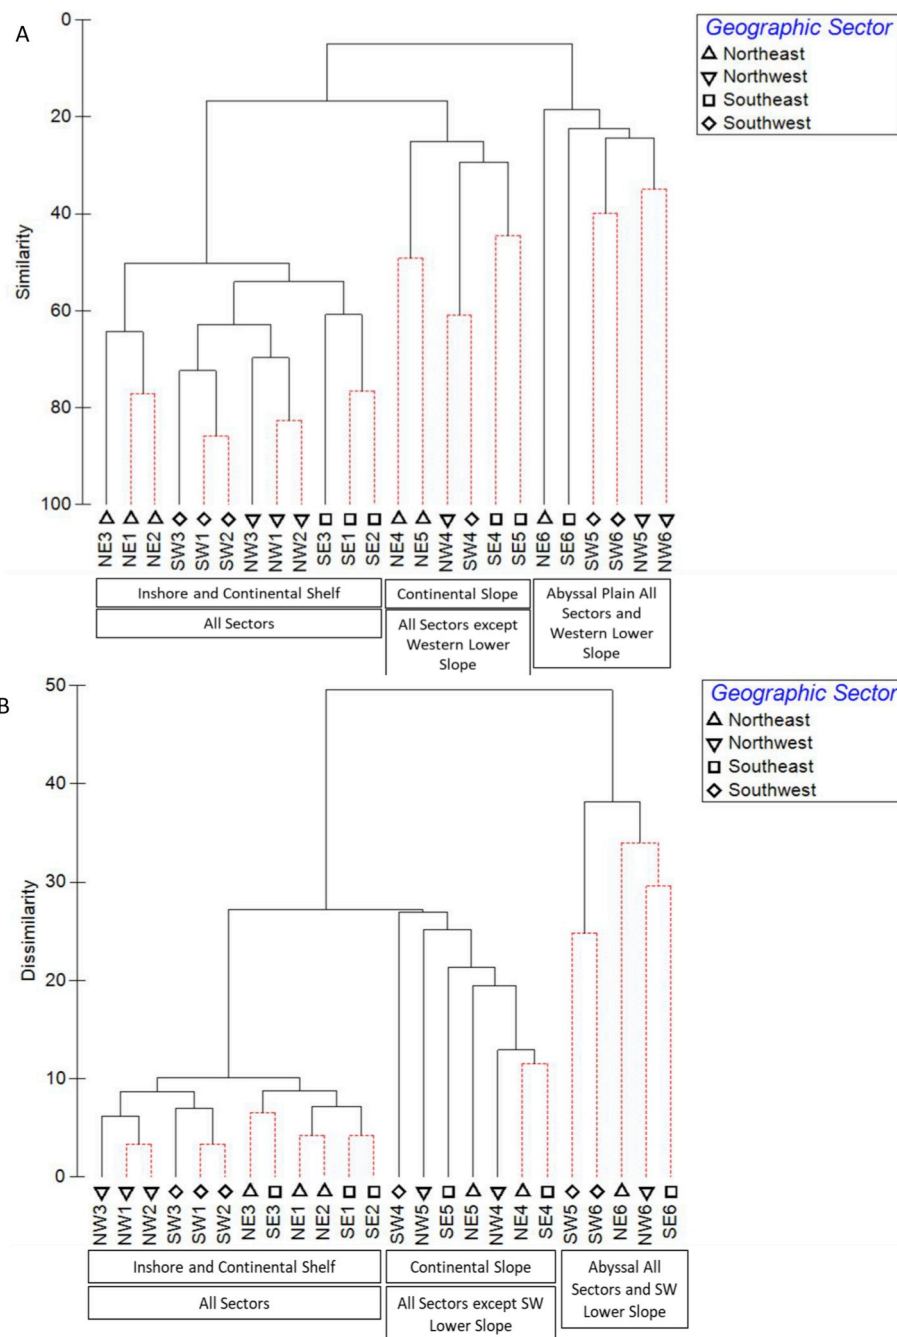 A
0
20
40
60
80
100
Similarity
Geographic Sector
Northeast
Northwest
Southeast
Southwest
NE3 NE1 NE2 SW3 SW1 SW2 NW3 NW1 NW2 SE3 SE1 SE2 NE4 NE5 NW4 SW4 SE4 SE5 NE6 SE6 SW5 SW6 NW5 NW6
Inshore and Continental Shelf
All Sectors
Continental Slope
All Sectors except
Western Lower
Slope
Abyssal Plain All
Sectors and
Western Lower
Slope
B
50
40
30
20
10
0
Dissimilarity
Geographic Sector
Northeast
Northwest
Southeast
Southwest
NW3 NW1 NW2 SW3 SW1 SW2 NE3 SE3 NE1 NE2 SE1 SE2 SW4 NW5 SE5 NE5 NW4 NE4 SE4 SW5 SW6 NE6 NW6 SE6
Inshore and Continental Shelf
All Sectors
Continental Slope
All Sectors except SW
Lower Slope
Abyssal All
Sectors and SW
Lower Slope